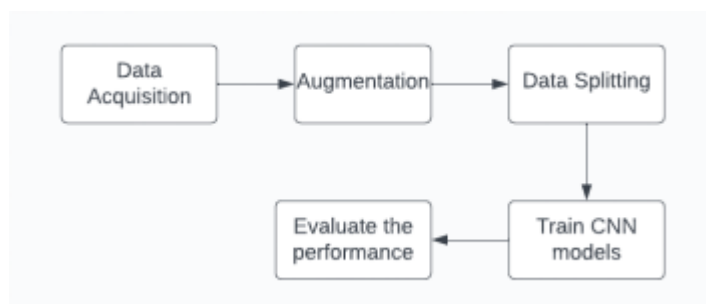 Data
Acquisition
Augmentation
Data Splitting
Train CNN
models
Evaluate the
performance